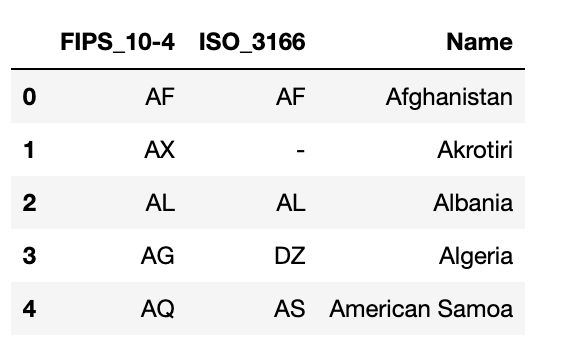 FIPS_10-4 ISO_3166 Name
0 AF AF Afghanistan
1 AX - Akrotiri
2 AL AL Albania
3 AG DZ Algeria
4 AQ AS American Samoa